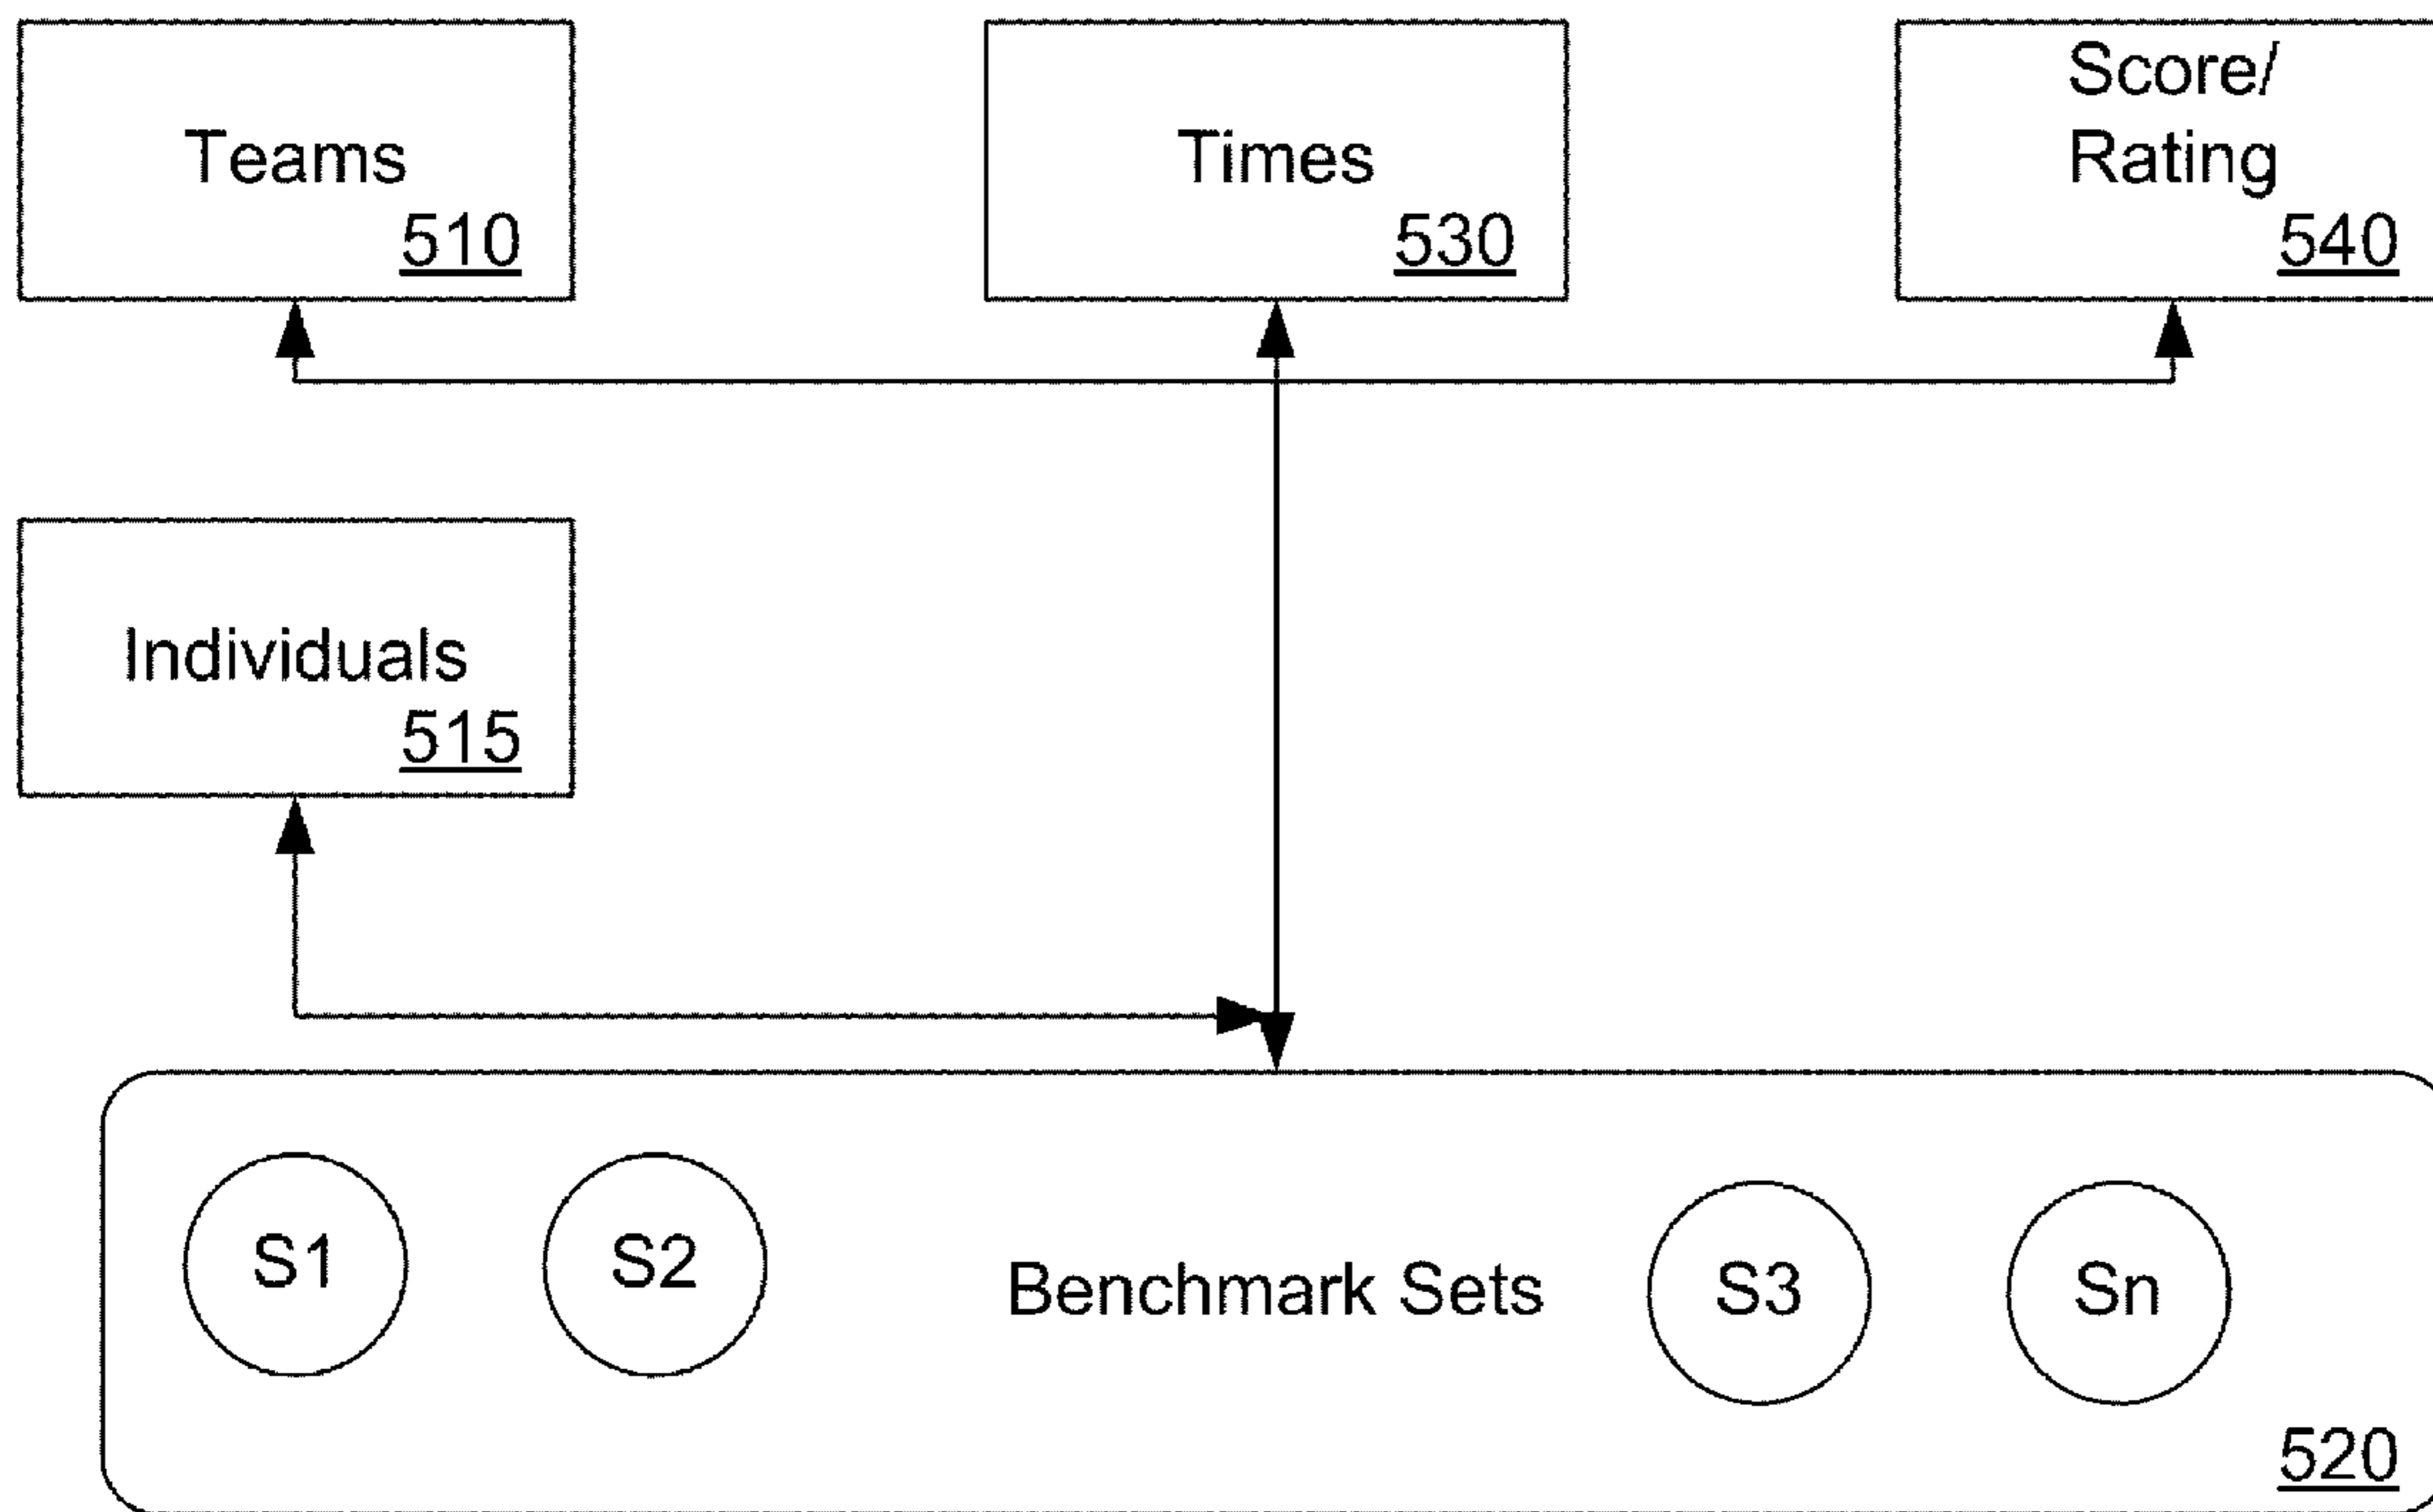 Teams
510
Times
530
Score/
Rating
540
Individuals
515
S1
S2
Benchmark Sets
S3
Sn
520